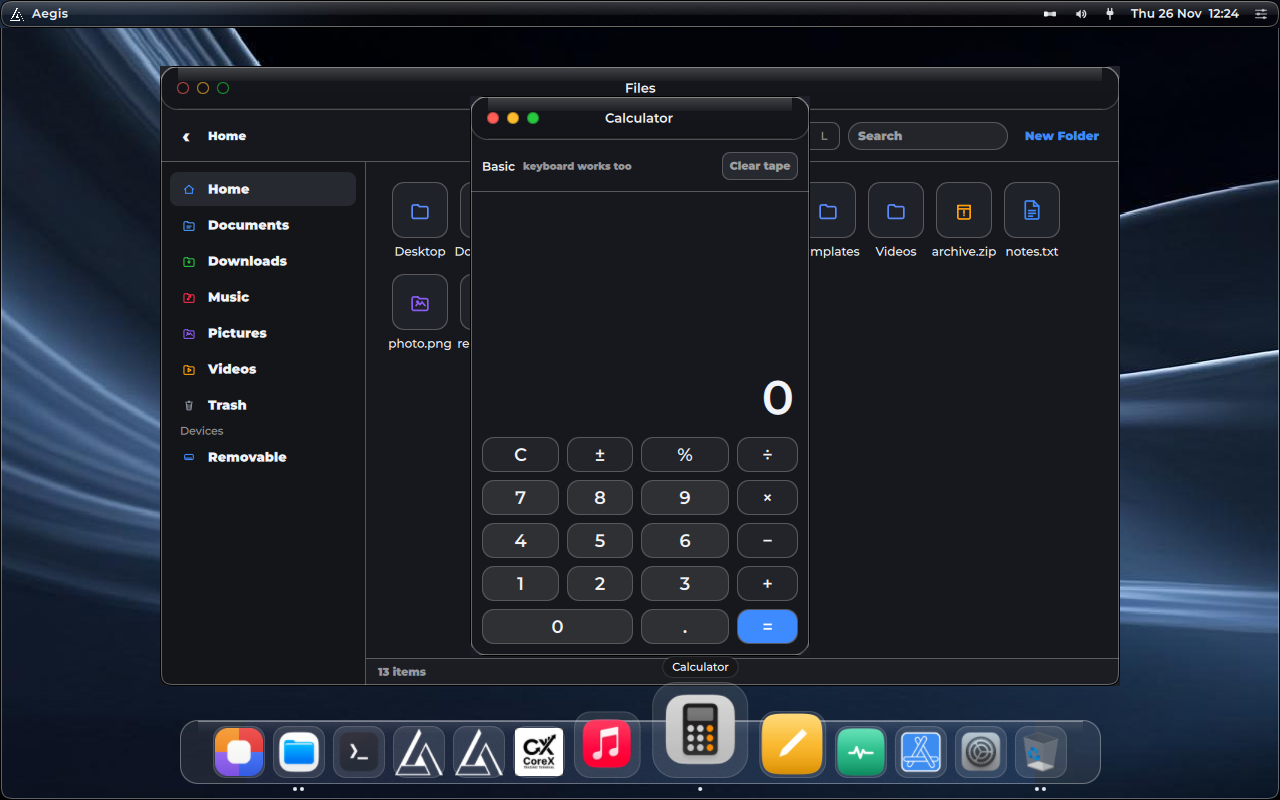 Aegis
Thu 26 Nov 12:24
Files
Calculator
Home
L
Search
New Folder
Basic keyboard works too
Clear tape
Home
Documents
Downloads
Music
Pictures
Videos
Trash
Devices
Removable
Desktop
Do
mplates
Videos
archive.zip
notes.txt
photo.png
re
0
C ± % ÷
7 8 9 ×
4 5 6 −
1 2 3 +
0 . =
13 items
Calculator
CX
CoreX